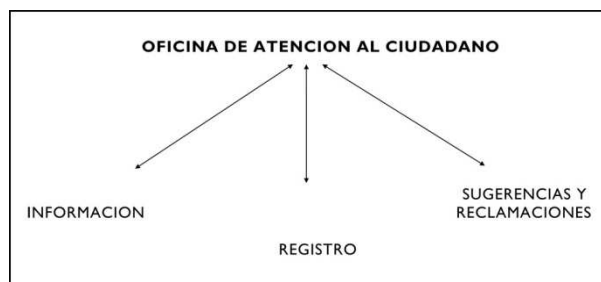 OFICINA DE ATENCION AL CIUDADANO
INFORMACION
REGISTRO
SUGERENCIAS Y
RECLAMACIONES